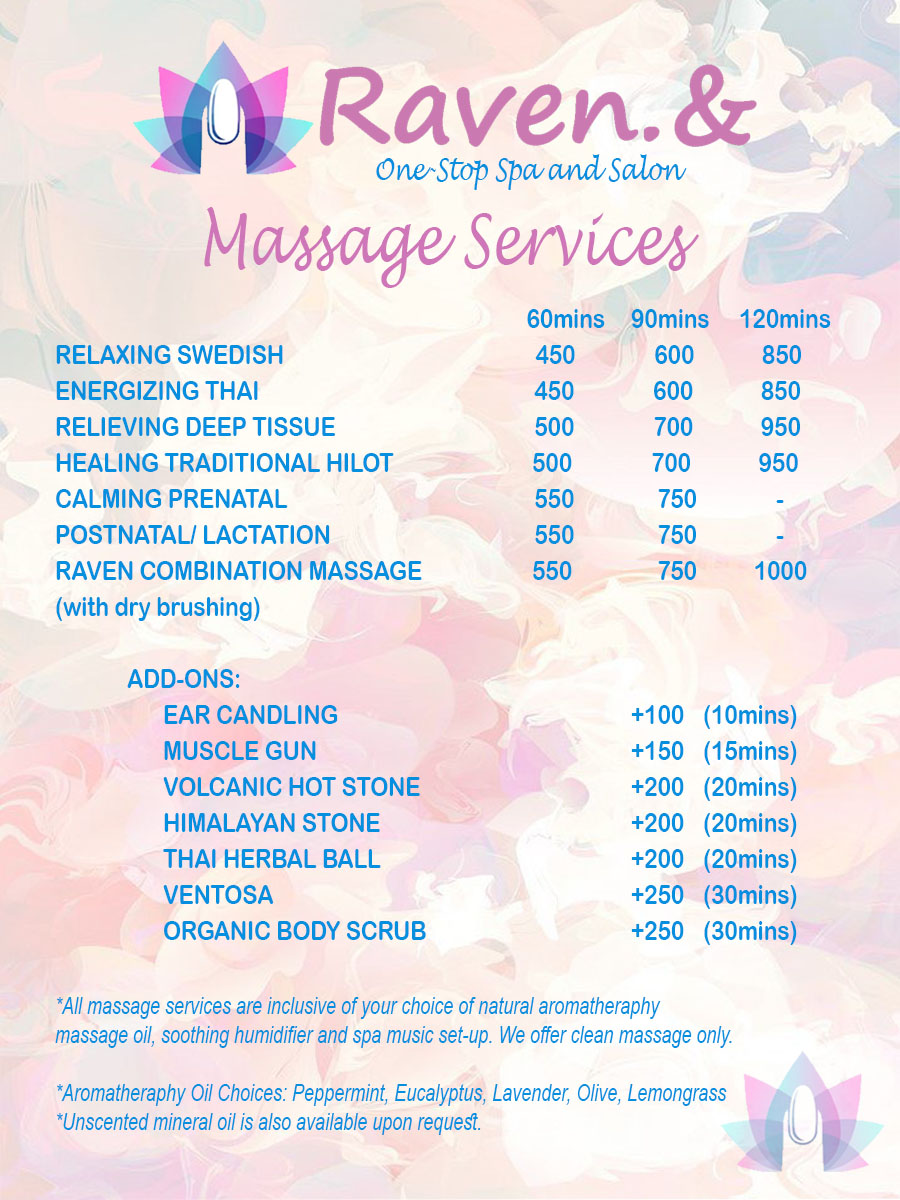 Raven.&
One-Stop Spa and Salon
Massage Services
60mins 90mins 120mins
RELAXING SWEDISH 450 600 850
ENERGIZING THAI 450 600 850
RELIEVING DEEP TISSUE 500 700 950
HEALING TRADITIONAL HILOT 500 700 950
CALMING PRENATAL 550 750 -
POSTNATAL/ LACTATION 550 750 -
RAVEN COMBINATION MASSAGE 550 750 1000
(with dry brushing)
ADD-ONS:
EAR CANDLING +100 (10mins)
MUSCLE GUN +150 (15mins)
VOLCANIC HOT STONE +200 (20mins)
HIMALAYAN STONE +200 (20mins)
THAI HERBAL BALL +200 (20mins)
VENTOSA +250 (30mins)
ORGANIC BODY SCRUB +250 (30mins)
*All massage services are inclusive of your choice of natural aromatheraphy
massage oil, soothing humidifier and spa music set-up. We offer clean massage only.
*Aromatheraphy Oil Choices: Peppermint, Eucalyptus, Lavender, Olive, Lemongrass
*Unscented mineral oil is also available upon request.